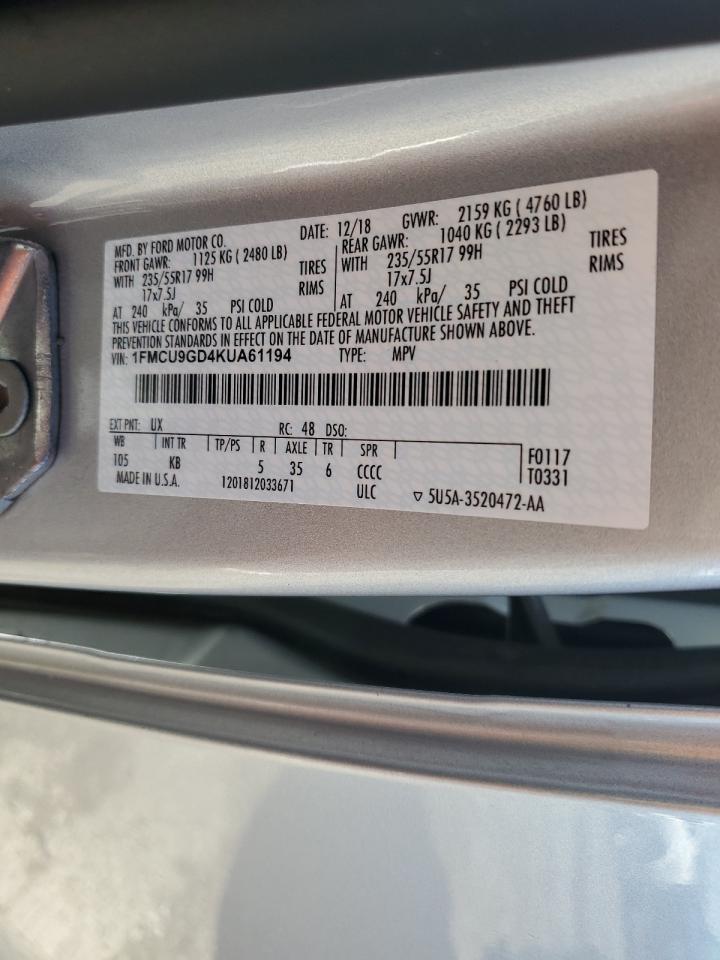 MFD. BY FORD MOTOR CO. DATE: 12/18 GVWR: 2159 KG ( 4760 LB)
FRONT GAWR: 1125 KG ( 2480 LB) REAR GAWR: 1040 KG ( 2293 LB)
WITH 235/55R17 99H TIRES WITH 235/55R17 99H TIRES
17x7.5J RIMS 17x7.5J RIMS
AT 240 kPa/ 35 PSI COLD AT 240 kPa/ 35 PSI COLD
THIS VEHICLE CONFORMS TO ALL APPLICABLE FEDERAL MOTOR VEHICLE SAFETY AND THEFT
PREVENTION STANDARDS IN EFFECT ON THE DATE OF MANUFACTURE SHOWN ABOVE.
VIN: 1FMCU9GD4KUA61194 TYPE: MPV
EXT PNT: UX RC: 48 DSO:
WB INT TR TP/PS R AXLE TR SPR F0117
105 KB 5 35 6 CCCC T0331
MADE IN U.S.A. 1201812033671 ULC ▽ 5U5A-3520472-AA